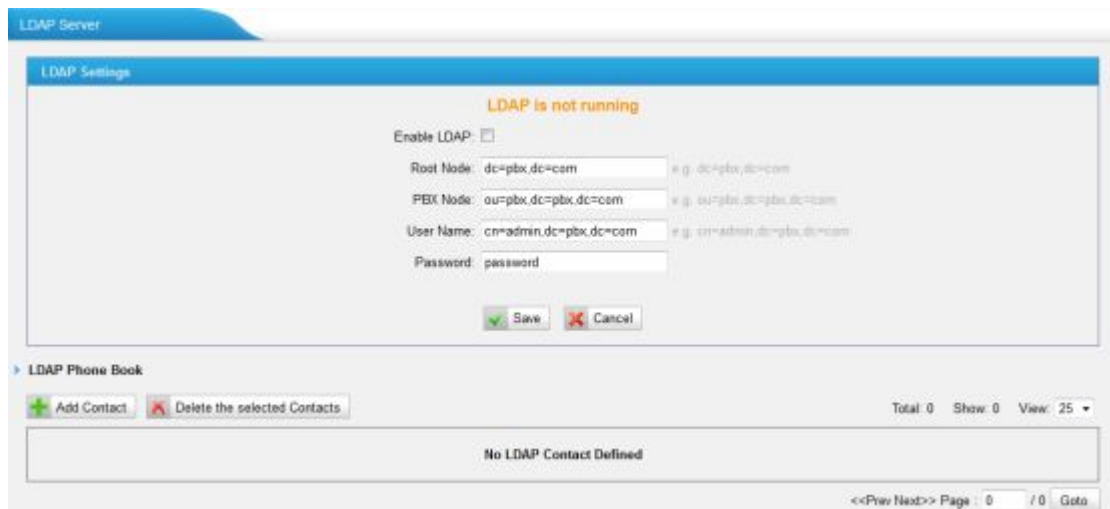 LDAP Server
LDAP Settings
LDAP is not running
Enable LDAP:
Root Node: dc=pbx,dc=com e.g. dc=pbx,dc=com
PBX Node: ou=pbx,dc=pbx,dc=com e.g. ou=pbx,dc=pbx,dc=com
User Name: cn=admin,dc=pbx,dc=com e.g. cn=admin,dc=pbx,dc=com
Password: password
Save Cancel
LDAP Phone Book
Add Contact Delete the selected Contacts Total: 0 Show: 0 View: 25
No LDAP Contact Defined
<<Prev Next>> Page : 0 / 0 Goto